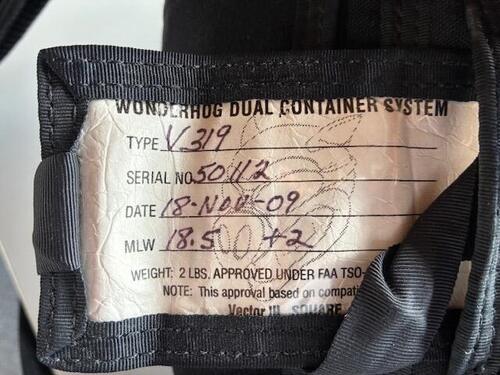 WONDERHOG DUAL CONTAINER SYSTEM
TYPE V319
SERIAL NO. 50112
DATE 18-NOV-09
MLW 18.5 +2
WEIGHT: 2 LBS. APPROVED UNDER FAA TSO-
NOTE: This approval based on compati
Vector III SQUARE